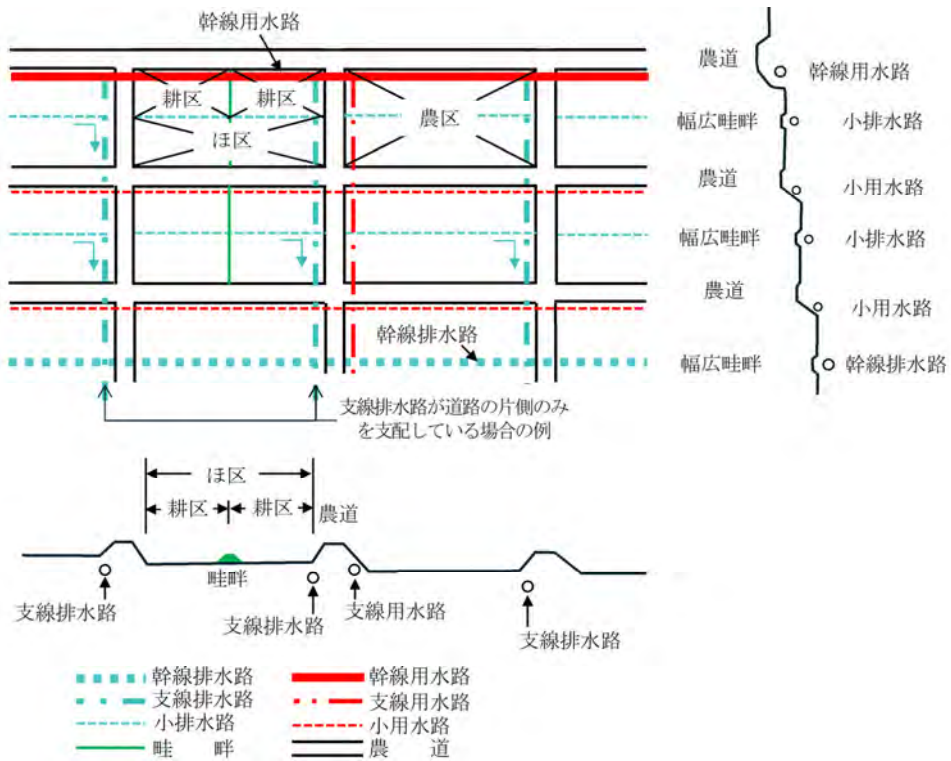 幹線用水路
耕区
耕区
ほ区
農区
幹線排水路
支線排水路が道路の片側のみ
を支配している場合の例
農道
幹線用水路
幅広畦畔
小排水路
農道
小用水路
幅広畦畔
小排水路
農道
小用水路
幅広畦畔
幹線排水路
ほ区
耕区
耕区
農道
畦畔
支線排水路
支線排水路
支線用水路
支線排水路
幹線排水路
幹線用水路
支線排水路
支線用水路
小排水路
小用水路
畦　畔
農　道